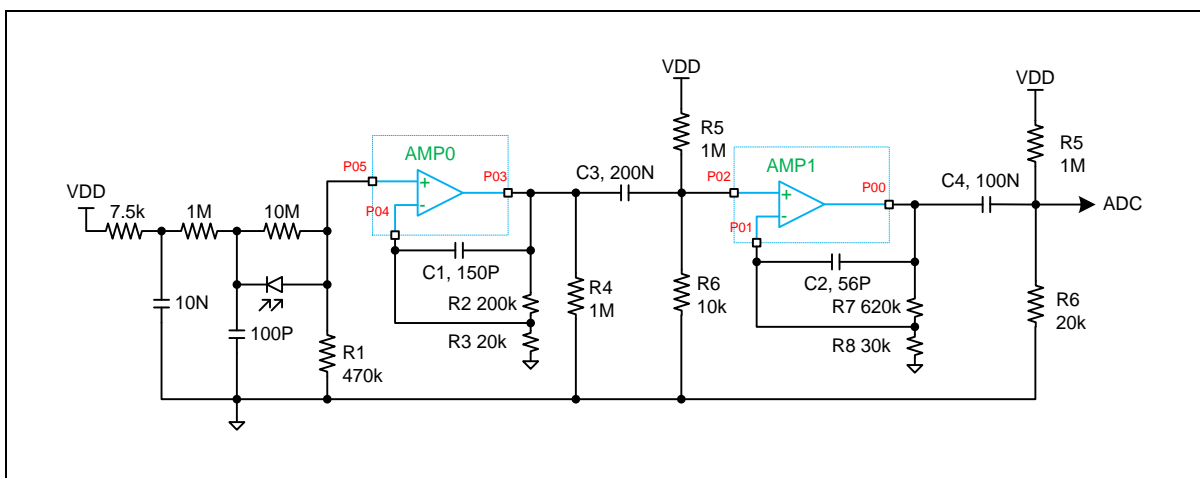 VDD
7.5k
1M
10M
10N
100P
R1
470k
P05
AMP0
P03
P04
C1, 150P
R2 200k
R3 20k
R4
1M
C3, 200N
VDD
R5
1M
P02
R6
10k
AMP1
P00
P01
C2, 56P
R7 620k
R8 30k
C4, 100N
VDD
R5
1M
ADC
R6
20k